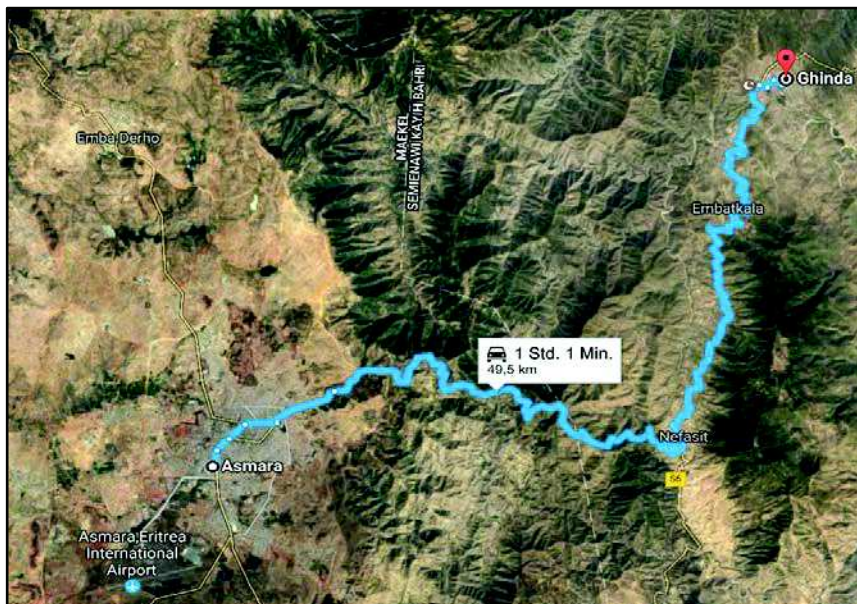 Ghinda
Emba Derho
MAEKEL
SEMIENAWI KAYIH BAHRI
Embatkala
1 Std. 1 Min.
49,5 km
Nefasit
Asmara
56
Asmara,Eritrea
International
Airport